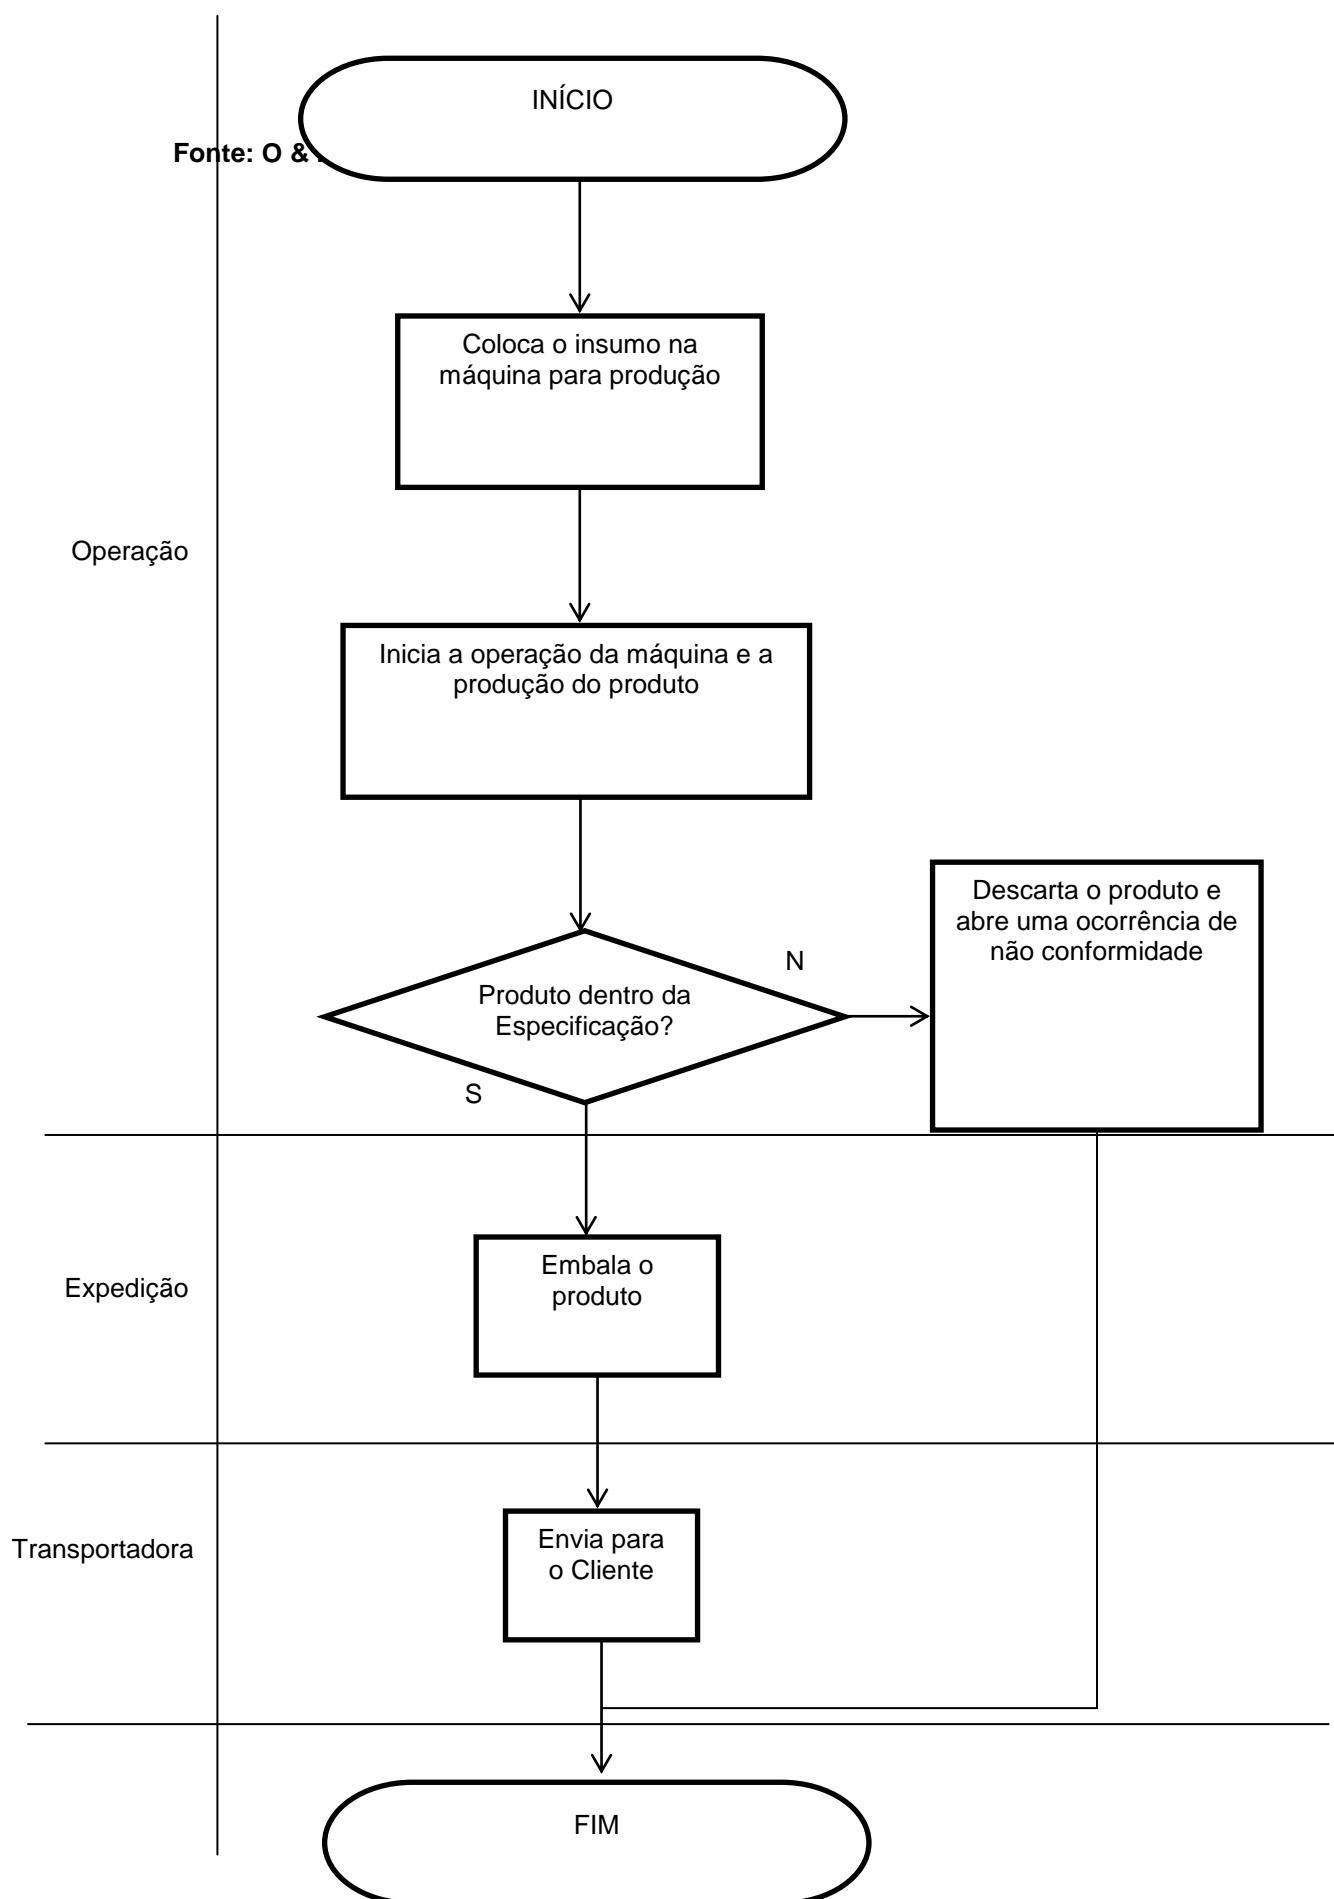 INÍCIO
Fonte: O &
Coloca o insumo na
máquina para produção
Operação
Inicia a operação da máquina e a
produção do produto
Descarta o produto e
abre uma ocorrência de
não conformidade
N
Produto dentro da
Especificação?
S
Embala o
produto
Expedição
Envia para
o Cliente
Transportadora
FIM